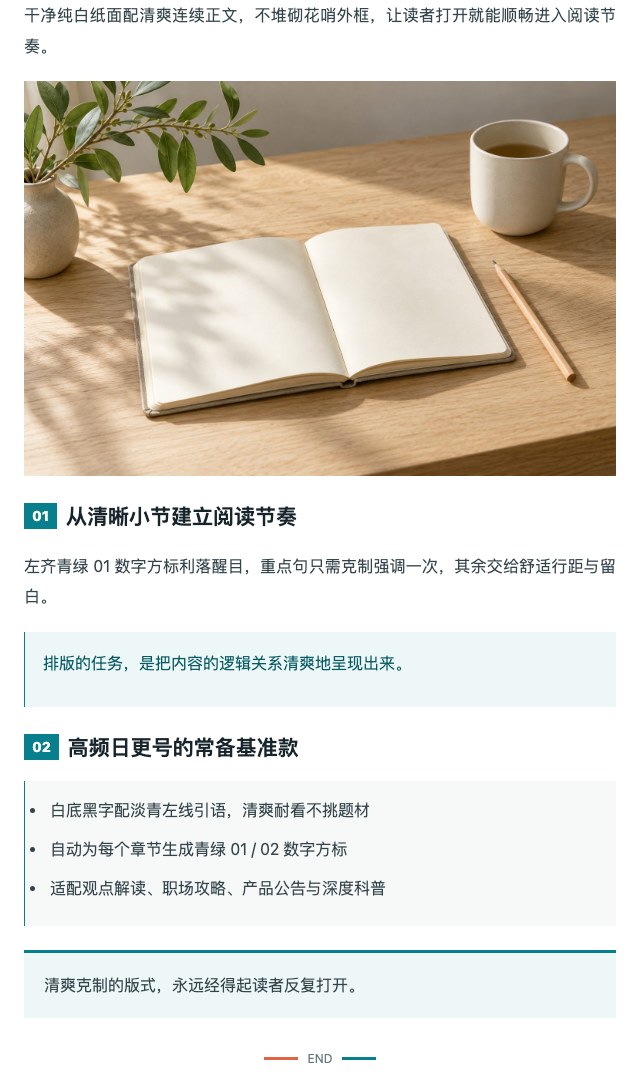 干净纯白纸面配清爽连续正文，不堆砌花哨外框，让读者打开就能顺畅进入阅读节
奏。
01 从清晰小节建立阅读节奏
左齐青绿 01 数字方标利落醒目，重点句只需克制强调一次，其余交给舒适行距与留
白。
排版的任务，是把内容的逻辑关系清爽地呈现出来。
02 高频日更号的常备基准款
• 白底黑字配淡青左线引语，清爽耐看不挑题材
• 自动为每个章节生成青绿 01 / 02 数字方标
• 适配观点解读、职场攻略、产品公告与深度科普
清爽克制的版式，永远经得起读者反复打开。
END